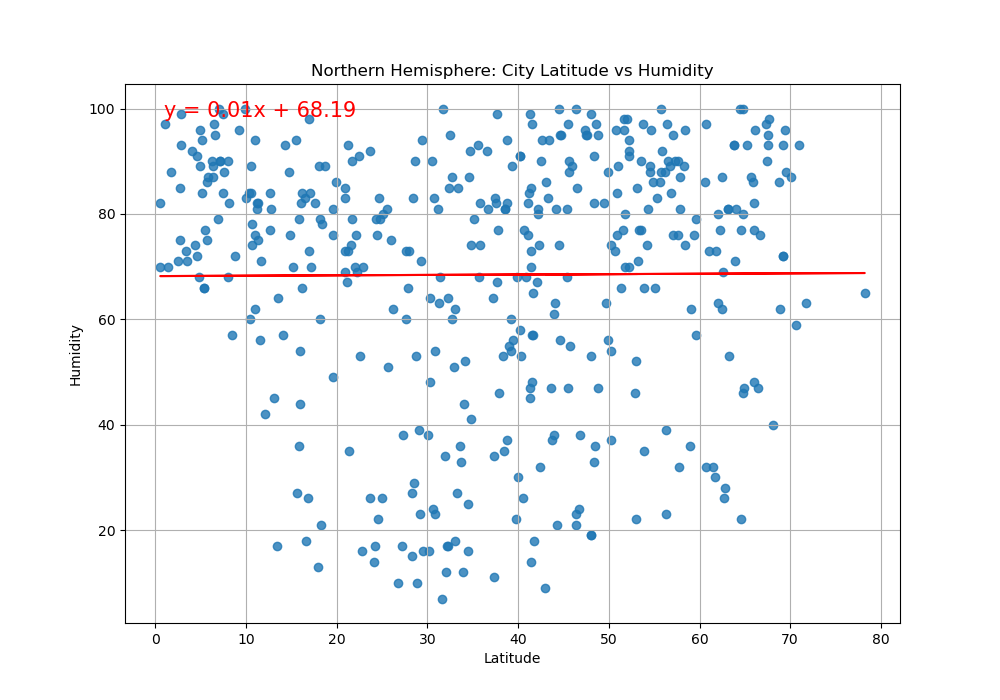 Northern Hemisphere: City Latitude vs Humidity
y = 0.01x + 68.19
100
80
60
40
20
Humidity
0 10 20 30 40 50 60 70 80
Latitude